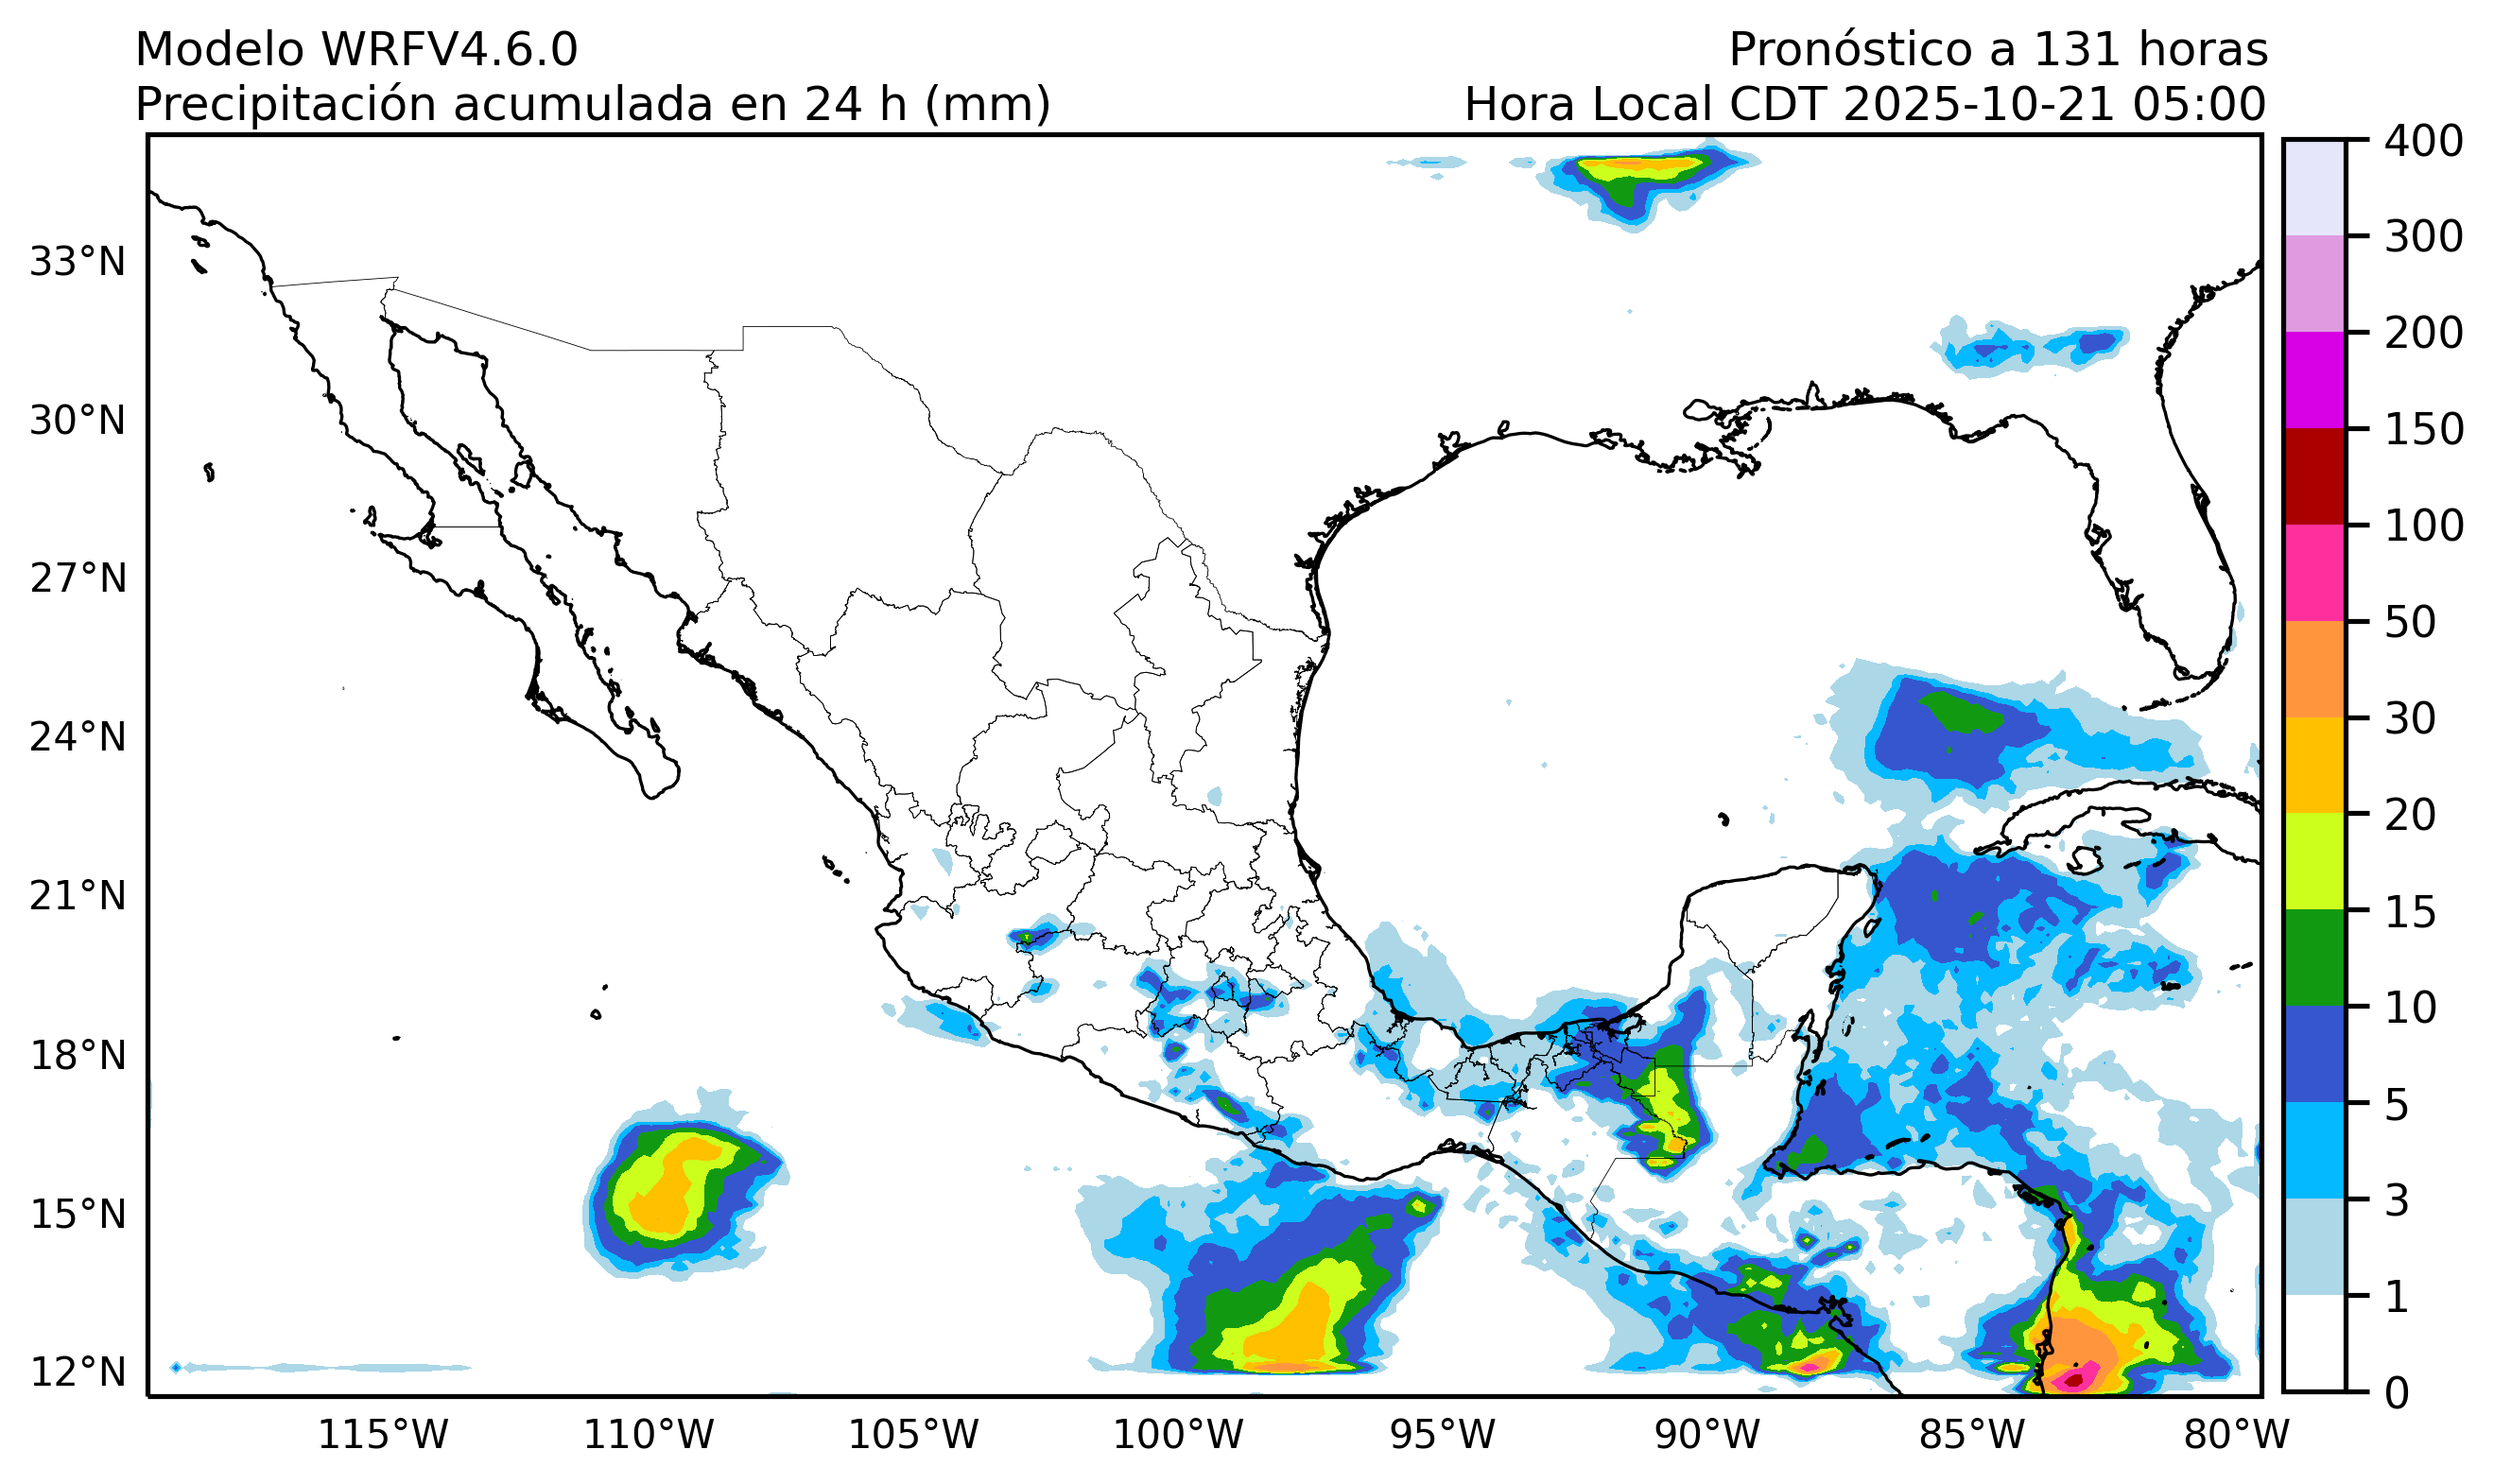 Modelo WRFV4.6.0
Pronóstico a 131 horas
Precipitación acumulada en 24 h (mm)
Hora Local CDT 2025-10-21 05:00
33°N
30°N
27°N
24°N
21°N
18°N
15°N
12°N
115°W
110°W
105°W
100°W
95°W
90°W
85°W
80°W
400
300
200
150
100
50
30
20
15
10
5
3
1
0